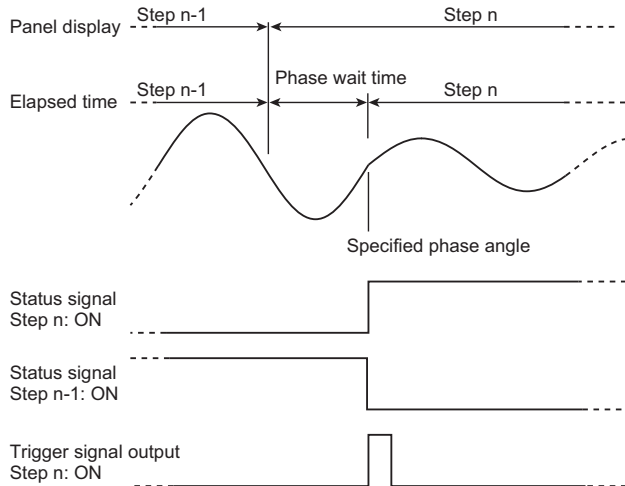 Panel display
Step n-1
Step n
Phase wait time
Elapsed time
Step n-1
Step n
Specified phase angle
Status signal
Step n: ON
Status signal
Step n-1: ON
Trigger signal output
Step n: ON